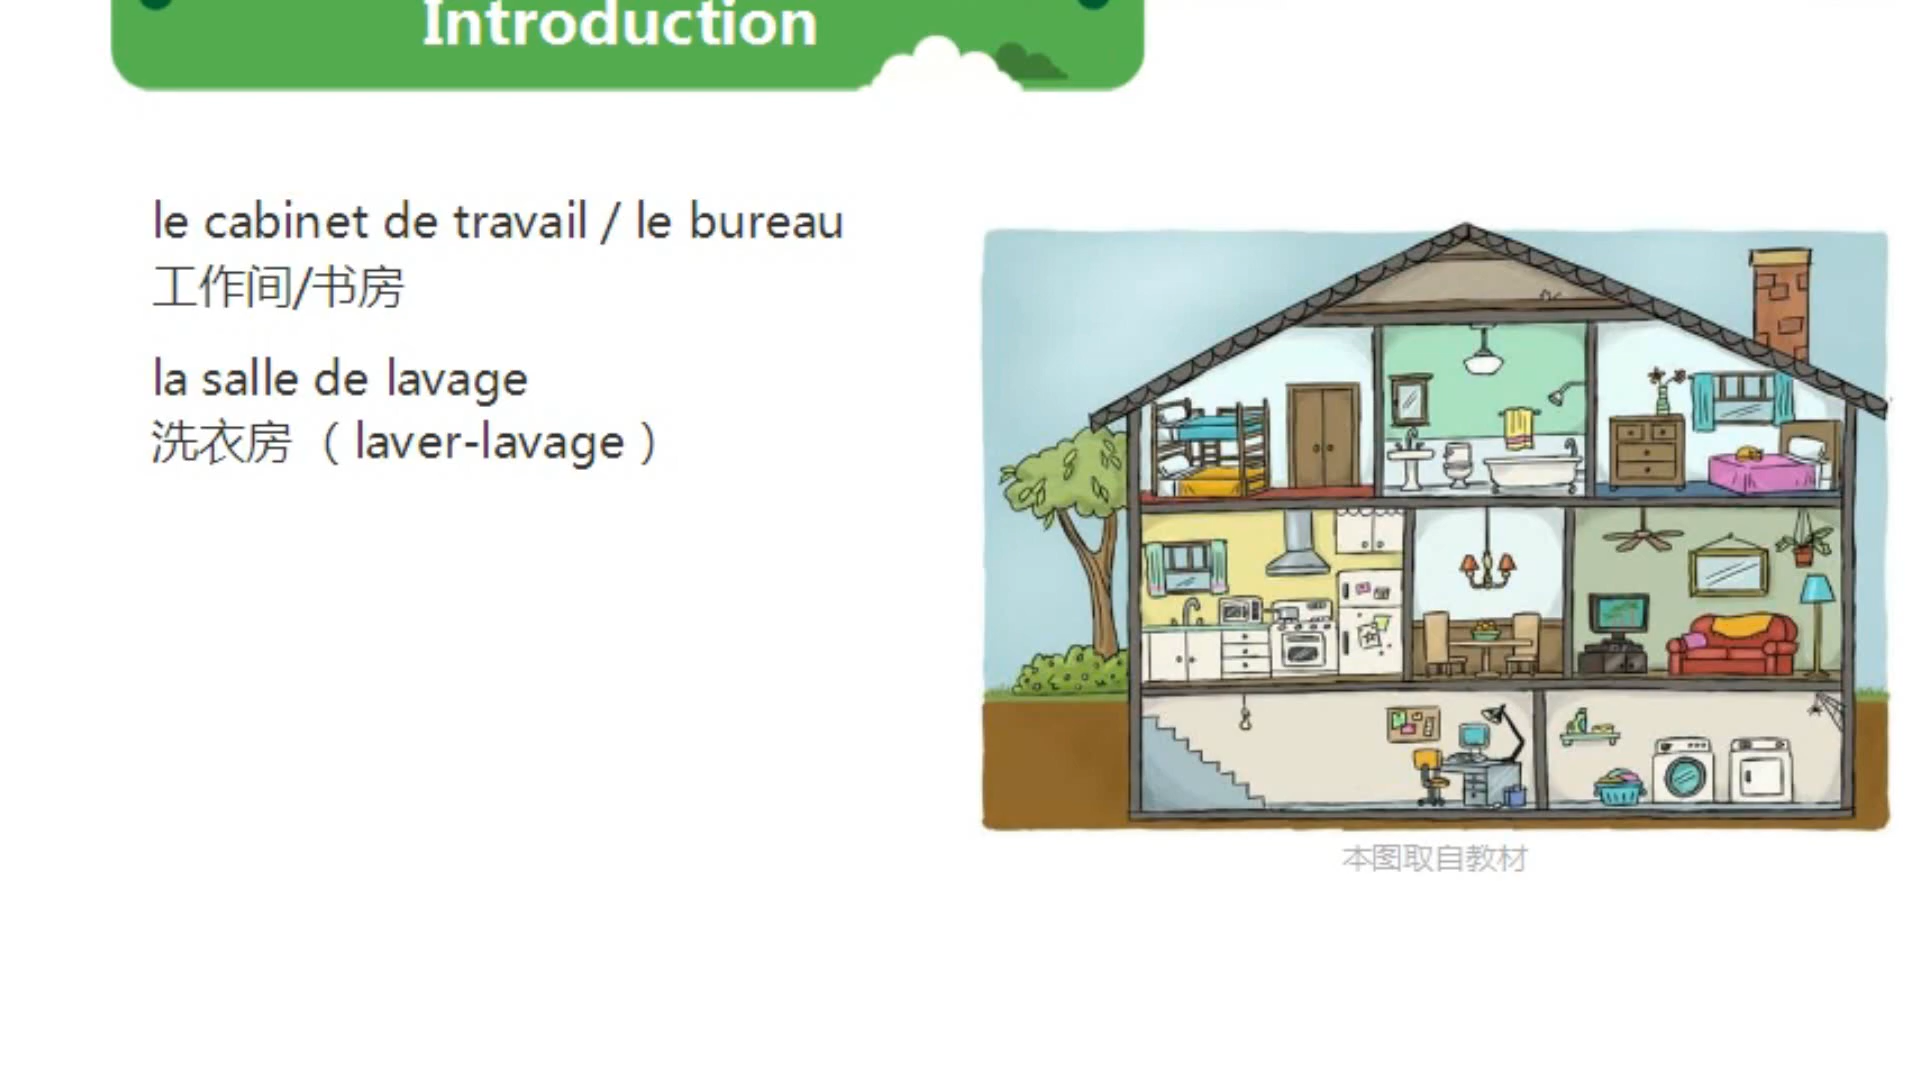 Introduction
le cabinet de travail / le bureau
工作间/书房
la salle de lavage
洗衣房（laver-lavage）
本图取自教材